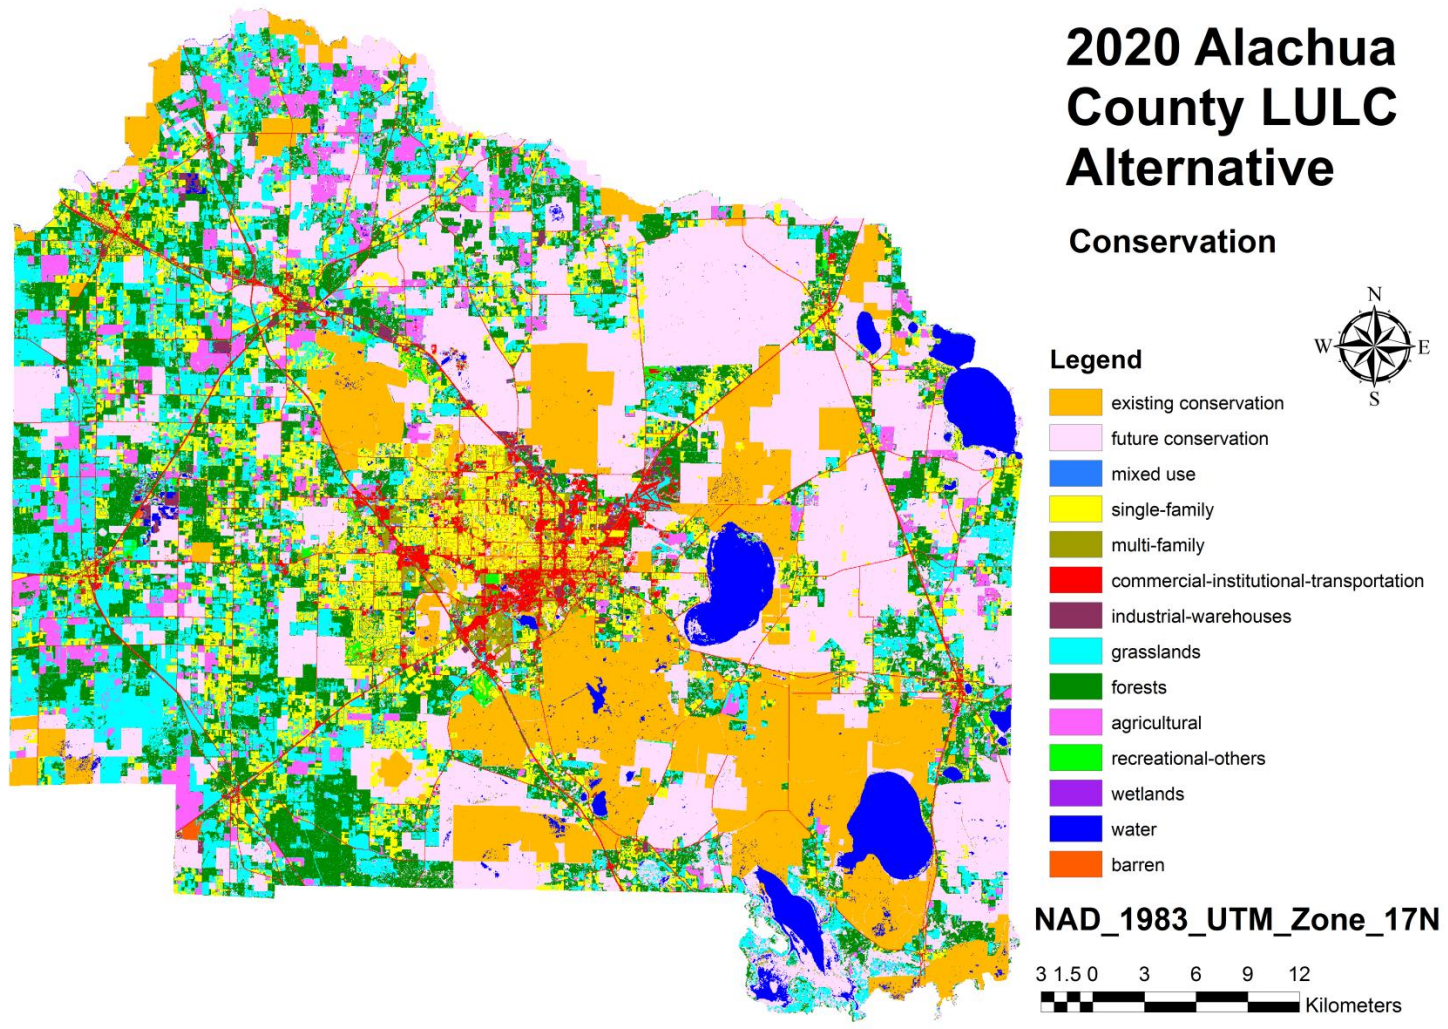 2020 Alachua
County LULC
Alternative
Conservation
N
W E
S
Legend
existing conservation
future conservation
mixed use
single-family
multi-family
commercial-institutional-transportation
industrial-warehouses
grasslands
forests
agricultural
recreational-others
wetlands
water
barren
NAD_1983_UTM_Zone_17N
3 1.5 0 3 6 9 12
Kilometers